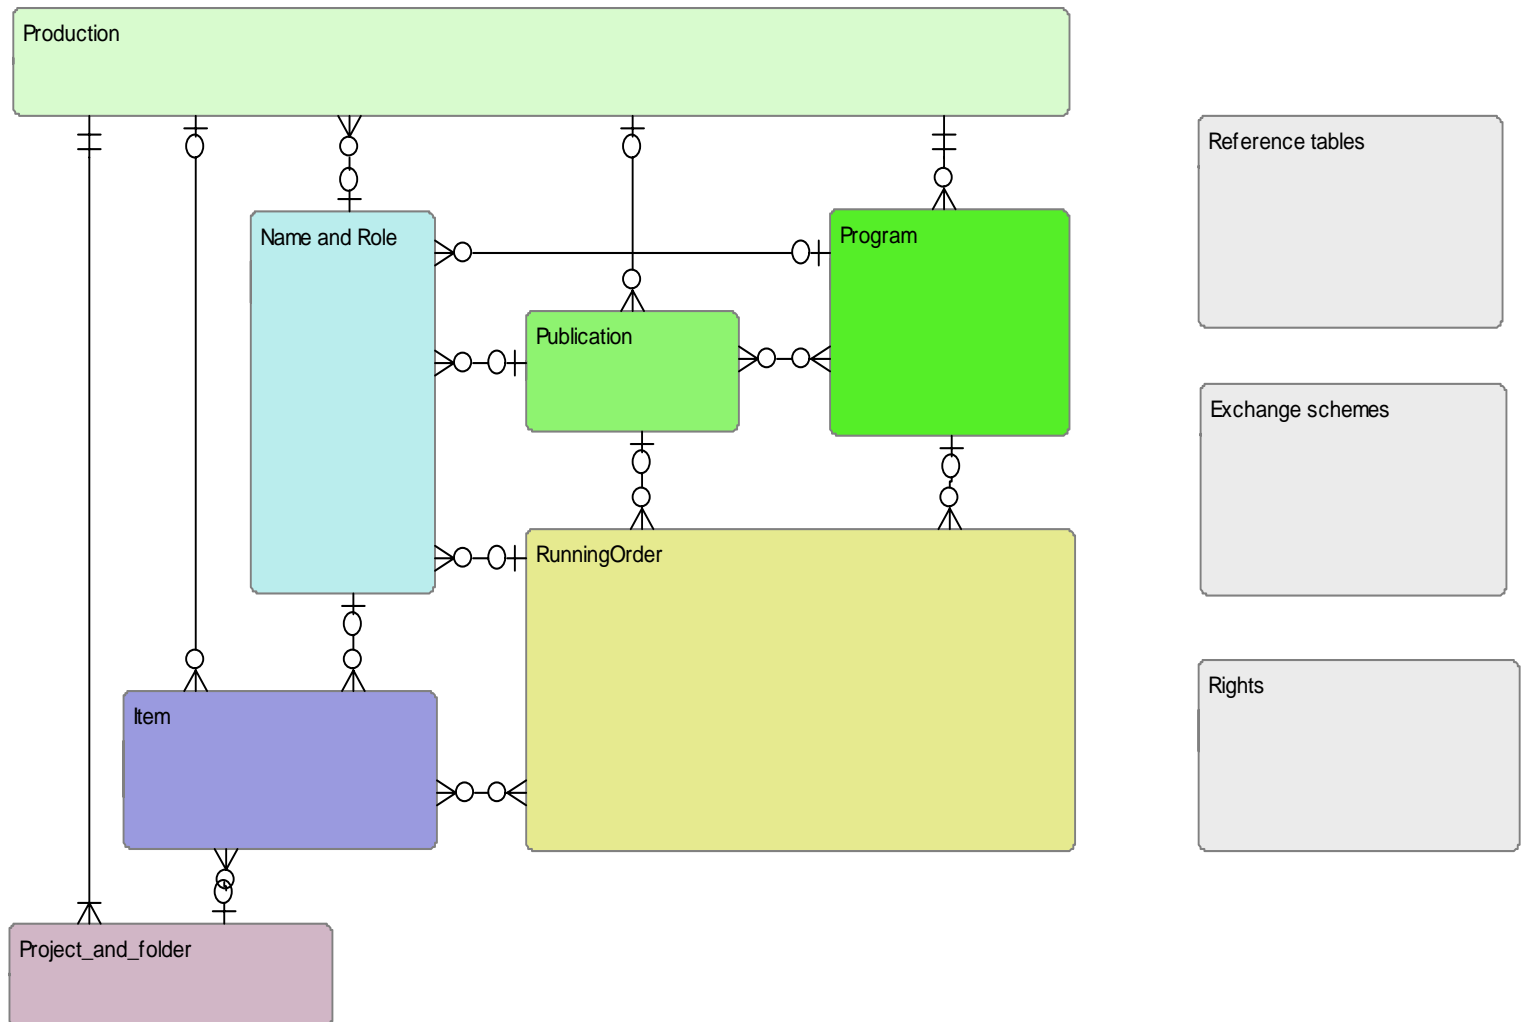 Production
Reference tables
Name and Role
Program
Publication
Exchange schemes
RunningOrder
Rights
Item
Project_and_folder